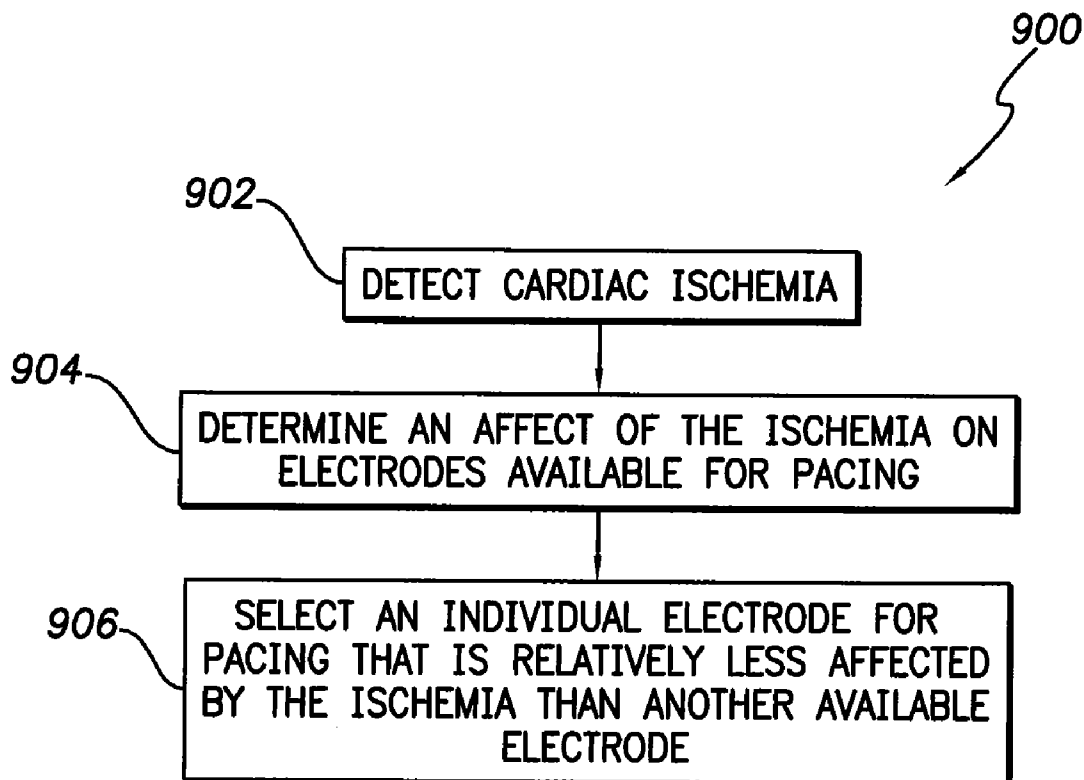 900
902
DETECT CARDIAC ISCHEMIA
904
DETERMINE AN AFFECT OF THE ISCHEMIA ON
ELECTRODES AVAILABLE FOR PACING
906
SELECT AN INDIVIDUAL ELECTRODE FOR
PACING THAT IS RELATIVELY LESS AFFECTED
BY THE ISCHEMIA THAN ANOTHER AVAILABLE
ELECTRODE